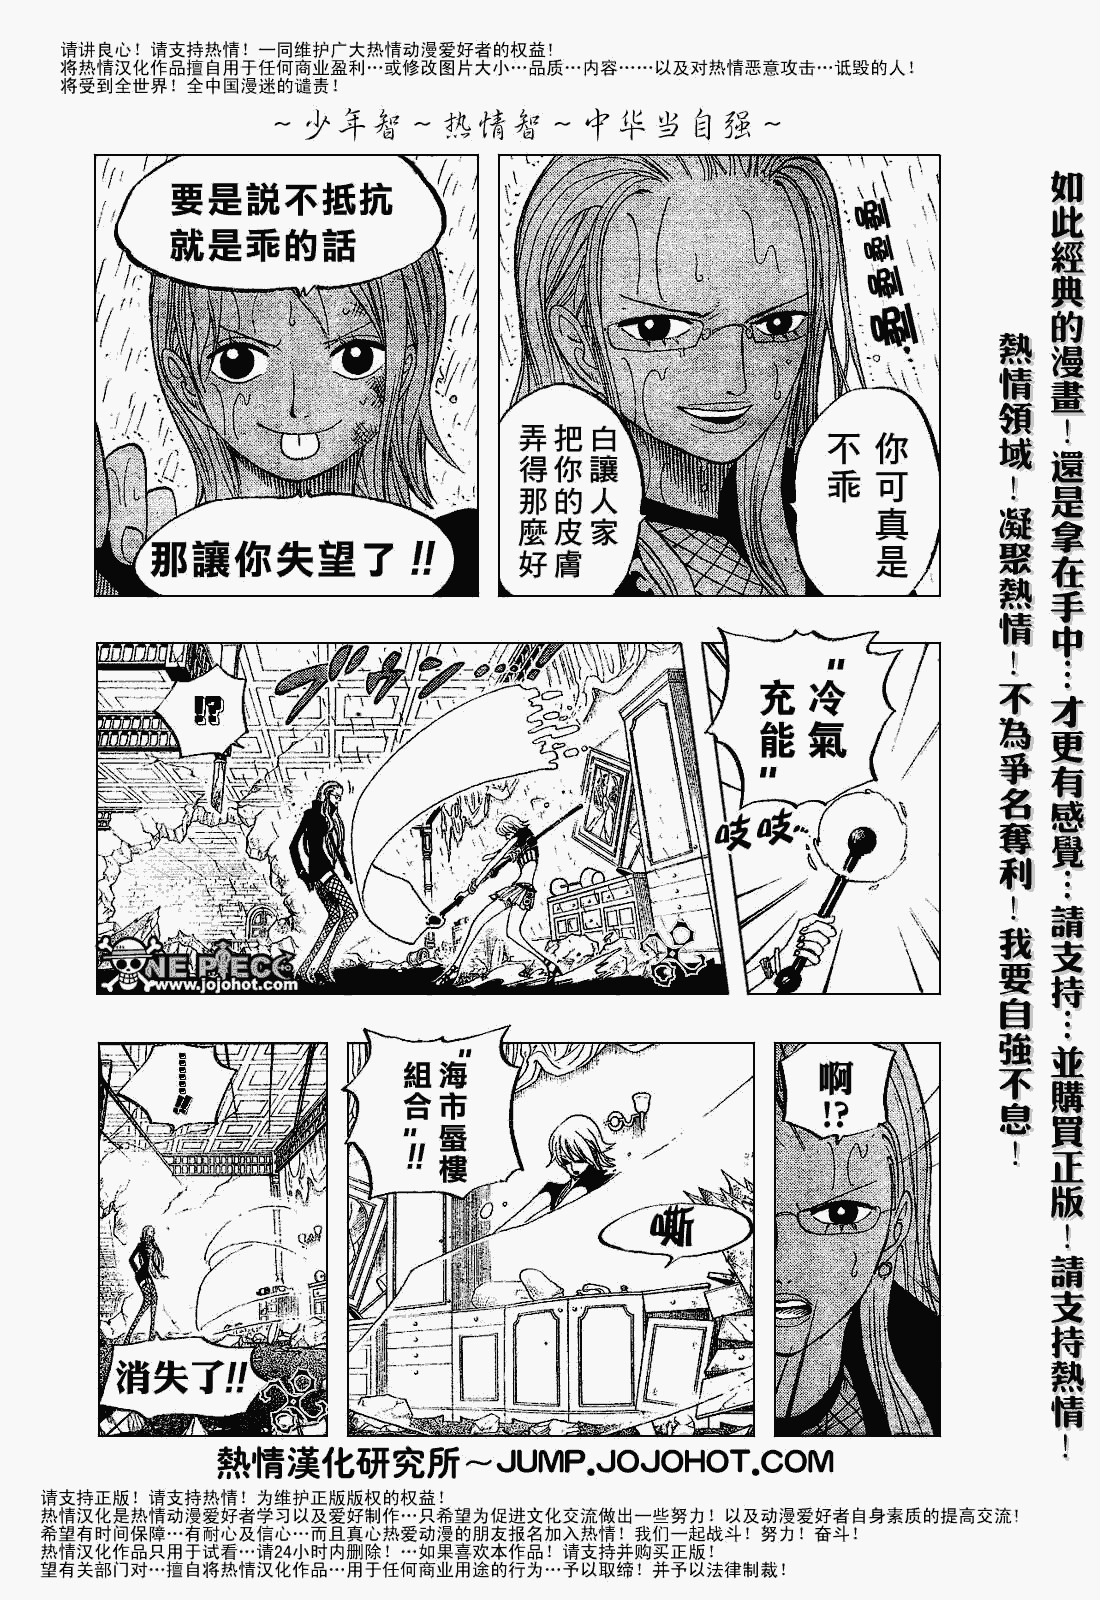 请讲良心！请支持热情！一同维护广大热情动漫爱好者的权益！
将热情汉化作品擅自用于任何商业盈利…或修改图片大小…品质…内容……以及对热情恶意攻击…诋毁的人！
将受到全世界！全中国漫迷的谴责！
～少年智～热情智～中华当自强～
如此經典的漫畫！還是拿在手中…才更有感覺…請支持…並購買正版！請支持熱情！
熱情領域！凝聚熱情！不為爭名奪利！我要自強不息！
你可真是
不乖
白讓人家
把你的皮膚
弄得那麼好
要是説不抵抗
就是乖的話
那讓你失望了!!
“冷氣
充能”
吱吱…
!?
ブウン
ONE PIECE
www.jojohot.com
啊
!?
“海市蜃樓
組合”!!
嘶
………!!
消失了!!
熱情漢化研究所～JUMP.JOJOHOT.COM
请支持正版！请支持热情！为维护正版版权的权益！
热情汉化是热情动漫爱好者学习以及爱好制作…只希望为促进文化交流做出一些努力！以及动漫爱好者自身素质的提高交流！
希望有时间保障…有耐心及信心…而且真心热爱动漫的朋友报名加入热情！我们一起战斗！努力！奋斗！
热情汉化作品只用于试看…请24小时内删除！…如果喜欢本作品！请支持并购买正版！
望有关部门对…擅自将热情汉化作品…用于任何商业用途的行为…予以取缔！并予以法律制裁！